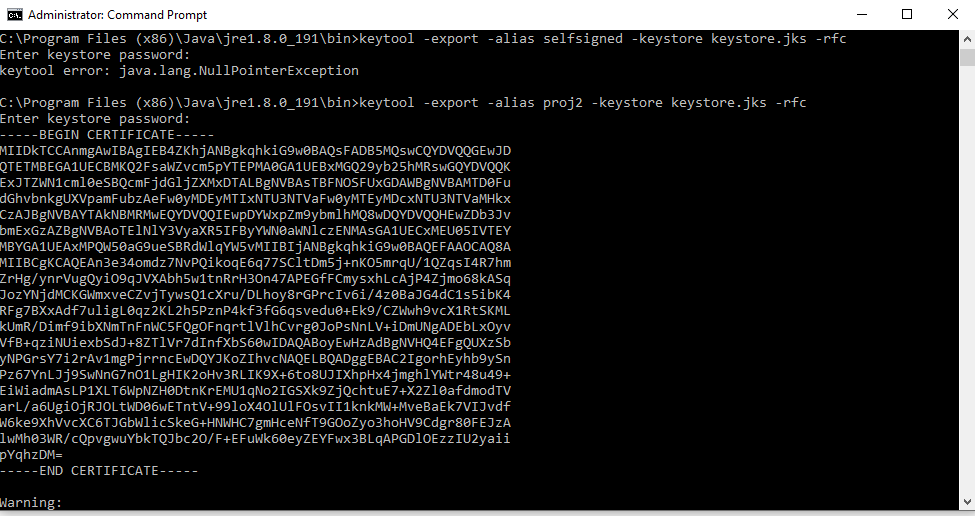 Administrator: Command Prompt
C:\Program Files (x86)\Java\jre1.8.0_191\bin>keytool -export -alias selfsigned -keystore keystore.jks -rfc
Enter keystore password:
keytool error: java.lang.NullPointerException
C:\Program Files (x86)\Java\jre1.8.0_191\bin>keytool -export -alias proj2 -keystore keystore.jks -rfc
Enter keystore password:
-----BEGIN CERTIFICATE-----
MIIDkTCCAnmgAwIBAgIEB4ZKhjANBgkqhkiG9w0BAQsFADB5MQswCQYDVQQGEwJD
QTETMBEGA1UECBMKQ2FsaWZvcm5pYTEPMA0GA1UEBxMGQ29yb25hMRswGQYDVQQK
ExJTZWN1cml0eSBQcmFjdGljZXMxDTALBgNVBAsTBFNOSFUxGDAWBgNVBAMTD0Fu
dGhvbnkgUXVpamFubzAeFw0yMDEyMTIxNTU3NTVaFw0yMTEyMDcxNTU3NTVaMHkx
CzAJBgNVBAYTAkNBMRMwEQYDVQQIEwpDYWxpZm9ybmlhMQ8wDQYDVQQHEwZDb3Jv
bmExGzAZBgNVBAoTElNlY3VyaXR5IFByYWN0aWNlczENMAsGA1UECxMEU05IVTEY
MBYGA1UEAxMPQW50aG9ueSBRdWlqYW5vMIIBIjANBgkqhkiG9w0BAQEFAAOCAQ8A
MIIBCgKCAQEAn3e34omdz7NvPQikoqE6q77SCltDm5j+nKO5mrqU/1QZqsI4R7hm
ZrHg/ynrVugQyiO9qJVXAbh5w1tnRrH3On47APEGfFCmysxhLcAjP4Zjmo68kASq
JozYNjdMCKGWmxveCZvjTywsQ1cXru/DLhoy8rGPrcIv6i/4z0BaJG4dC1s5ibK4
RFg7BXxAdf7uligL0qz2KL2h5PznP4kf3fG6qsvedu0+Ek9/CZWwh9vcX1RtSKML
kUmR/Dimf9ibXNmTnFnWC5FQgOFnqrtlVlhCvrg0JoPsNnLV+iDmUNgADEbLxOyv
VfB+qziNUiexbSdJ+8ZTlVr7dInfXbS60wIDAQABoyEwHzAdBgNVHQ4EFgQUXzSb
yNPGrsY7i2rAv1mgPjrrncEwDQYJKoZIhvcNAQELBQADggEBAC2IgorhEyhb9ySn
Pz67YnLJj9SwNnG7nO1LgHIK2oHv3RLIK9X+6to8UJIXhpHx4jmghlYWtr48u49+
EiWiadmAsLP1XLT6WpNZH0DtnKrEMU1qNo2IGSXk9ZjQchtuE7+X2Zl0afdmodTV
arL/a6UgiOjRJOLtWD06wETntV+99loX4OlUlFOsvII1knkMW+MveBaEk7VIJvdf
W6ke9XhVvcXC6TJGbWlicSkeG+HNWHC7gmHceNfT9GOoZyo3hoHV9Cdgr80FEJzA
lwMh03WR/cQpvgwuYbkTQJbc2O/F+EFuWk60eyZEYFwx3BLqAPGDlOEzzIU2yaii
pYqhzDM=
-----END CERTIFICATE-----
Warning: